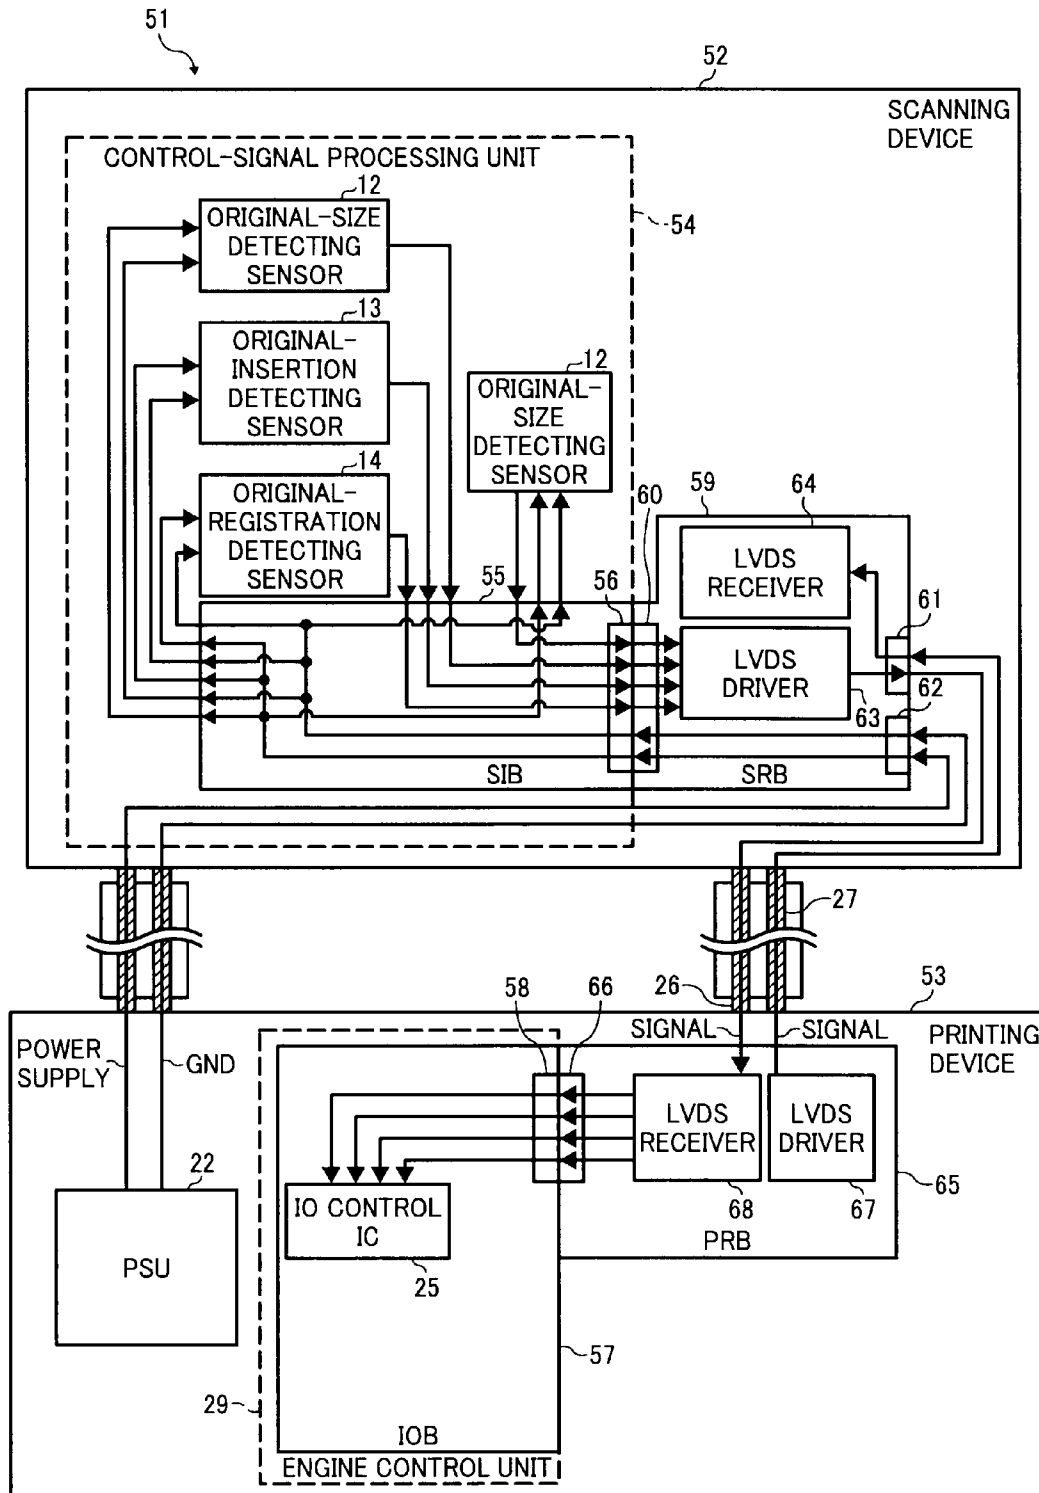 51
52
SCANNING
DEVICE
CONTROL-SIGNAL PROCESSING UNIT
54
12
ORIGINAL-SIZE
DETECTING
SENSOR
13
ORIGINAL-
INSERTION
DETECTING
SENSOR
12
ORIGINAL-
SIZE
DETECTING
SENSOR
14
ORIGINAL-
REGISTRATION
DETECTING
SENSOR
60
59
64
LVDS
RECEIVER
55
56
61
LVDS
DRIVER
62
63
SIB
SRB
27
26
53
58
66
SIGNAL
SIGNAL
PRINTING
DEVICE
POWER
SUPPLY
GND
LVDS
RECEIVER
LVDS
DRIVER
65
22
68
67
IO CONTROL
IC
PRB
PSU
25
57
29
IOB
ENGINE CONTROL UNIT